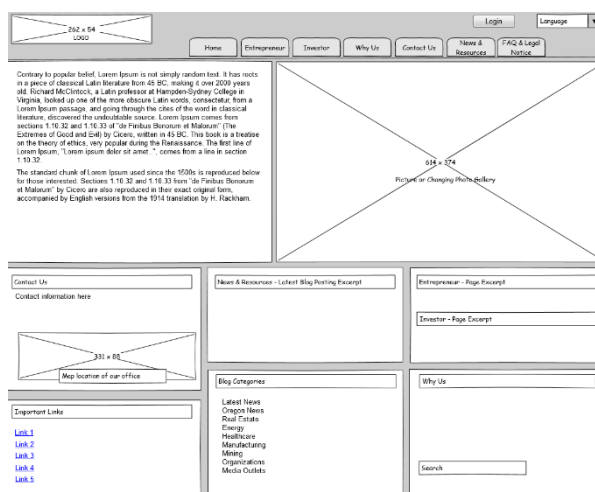 262 x 54
LOGO
Login
Language
Home
Entrepreneur
Investor
Why Us
Contact Us
News &
Resources
FAQ & Legal
Notice
Contrary to popular belief, Lorem Ipsum is not simply random text. It has roots
in a piece of classical Latin literature from 45 BC, making it over 2000 years
old. Richard McClintock, a Latin professor at Hampden-Sydney College in
Virginia, looked up one of the more obscure Latin words, consectetur, from a
Lorem Ipsum passage, and going through the cites of the word in classical
literature, discovered the undoubtable source. Lorem Ipsum comes from
sections 1.10.32 and 1.10.33 of "de Finibus Bonorum et Malorum" (The
Extremes of Good and Evil) by Cicero, written in 45 BC. This book is a treatise
on the theory of ethics, very popular during the Renaissance. The first line of
Lorem Ipsum, "Lorem ipsum dolor sit amet..", comes from a line in section
1.10.32.
The standard chunk of Lorem Ipsum used since the 1500s is reproduced below
for those interested. Sections 1.10.32 and 1.10.33 from "de Finibus Bonorum
et Malorum" by Cicero are also reproduced in their exact original form,
accompanied by English versions from the 1914 translation by H. Rackham.
614 x 374
Picture or Changing Photo Gallery
Contact Us
Contact information here
331 x 88
Map location of our office
Important Links
Link 1
Link 2
Link 3
Link 4
Link 5
News & Resources - Latest Blog Posting Excerpt
Blog Categories
Latest News
Oregon News
Real Estate
Energy
Healthcare
Manufacturing
Mining
Organizations
Media Outlets
Entrepreneur - Page Excerpt
Investor - Page Excerpt
Why Us
Search